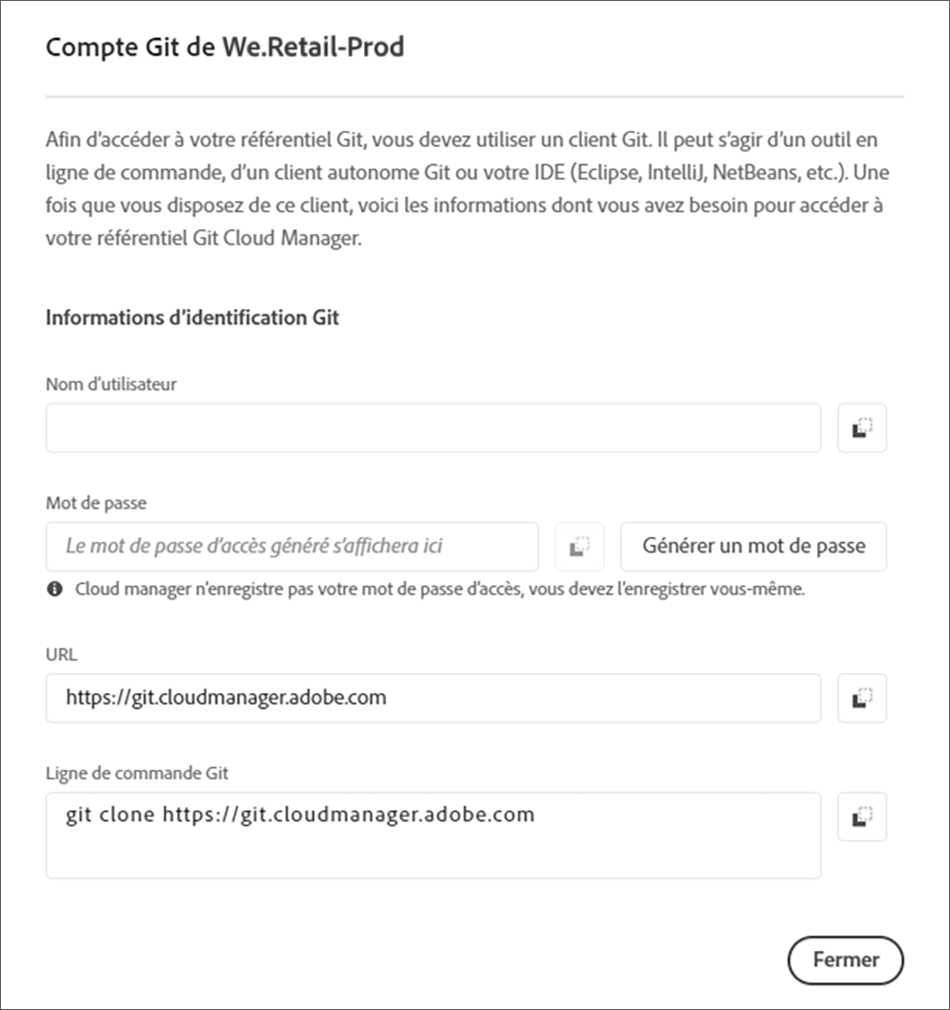 Compte Git de We.Retail-Prod
Afin d’accéder à votre référentiel Git, vous devez utiliser un client Git. Il peut s’agir d’un outil en
ligne de commande, d’un client autonome Git ou votre IDE (Eclipse, IntelliJ, NetBeans, etc.). Une
fois que vous disposez de ce client, voici les informations dont vous avez besoin pour accéder à
votre référentiel Git Cloud Manager.
Informations d’identification Git
Nom d'utilisateur
Mot de passe
Le mot de passe d’accès généré s’affichera ici
Générer un mot de passe
Cloud manager n'enregistre pas votre mot de passe d'accès, vous devez l'enregistrer vous-même.
URL
https://git.cloudmanager.adobe.com
Ligne de commande Git
git clone https://git.cloudmanager.adobe.com
Fermer